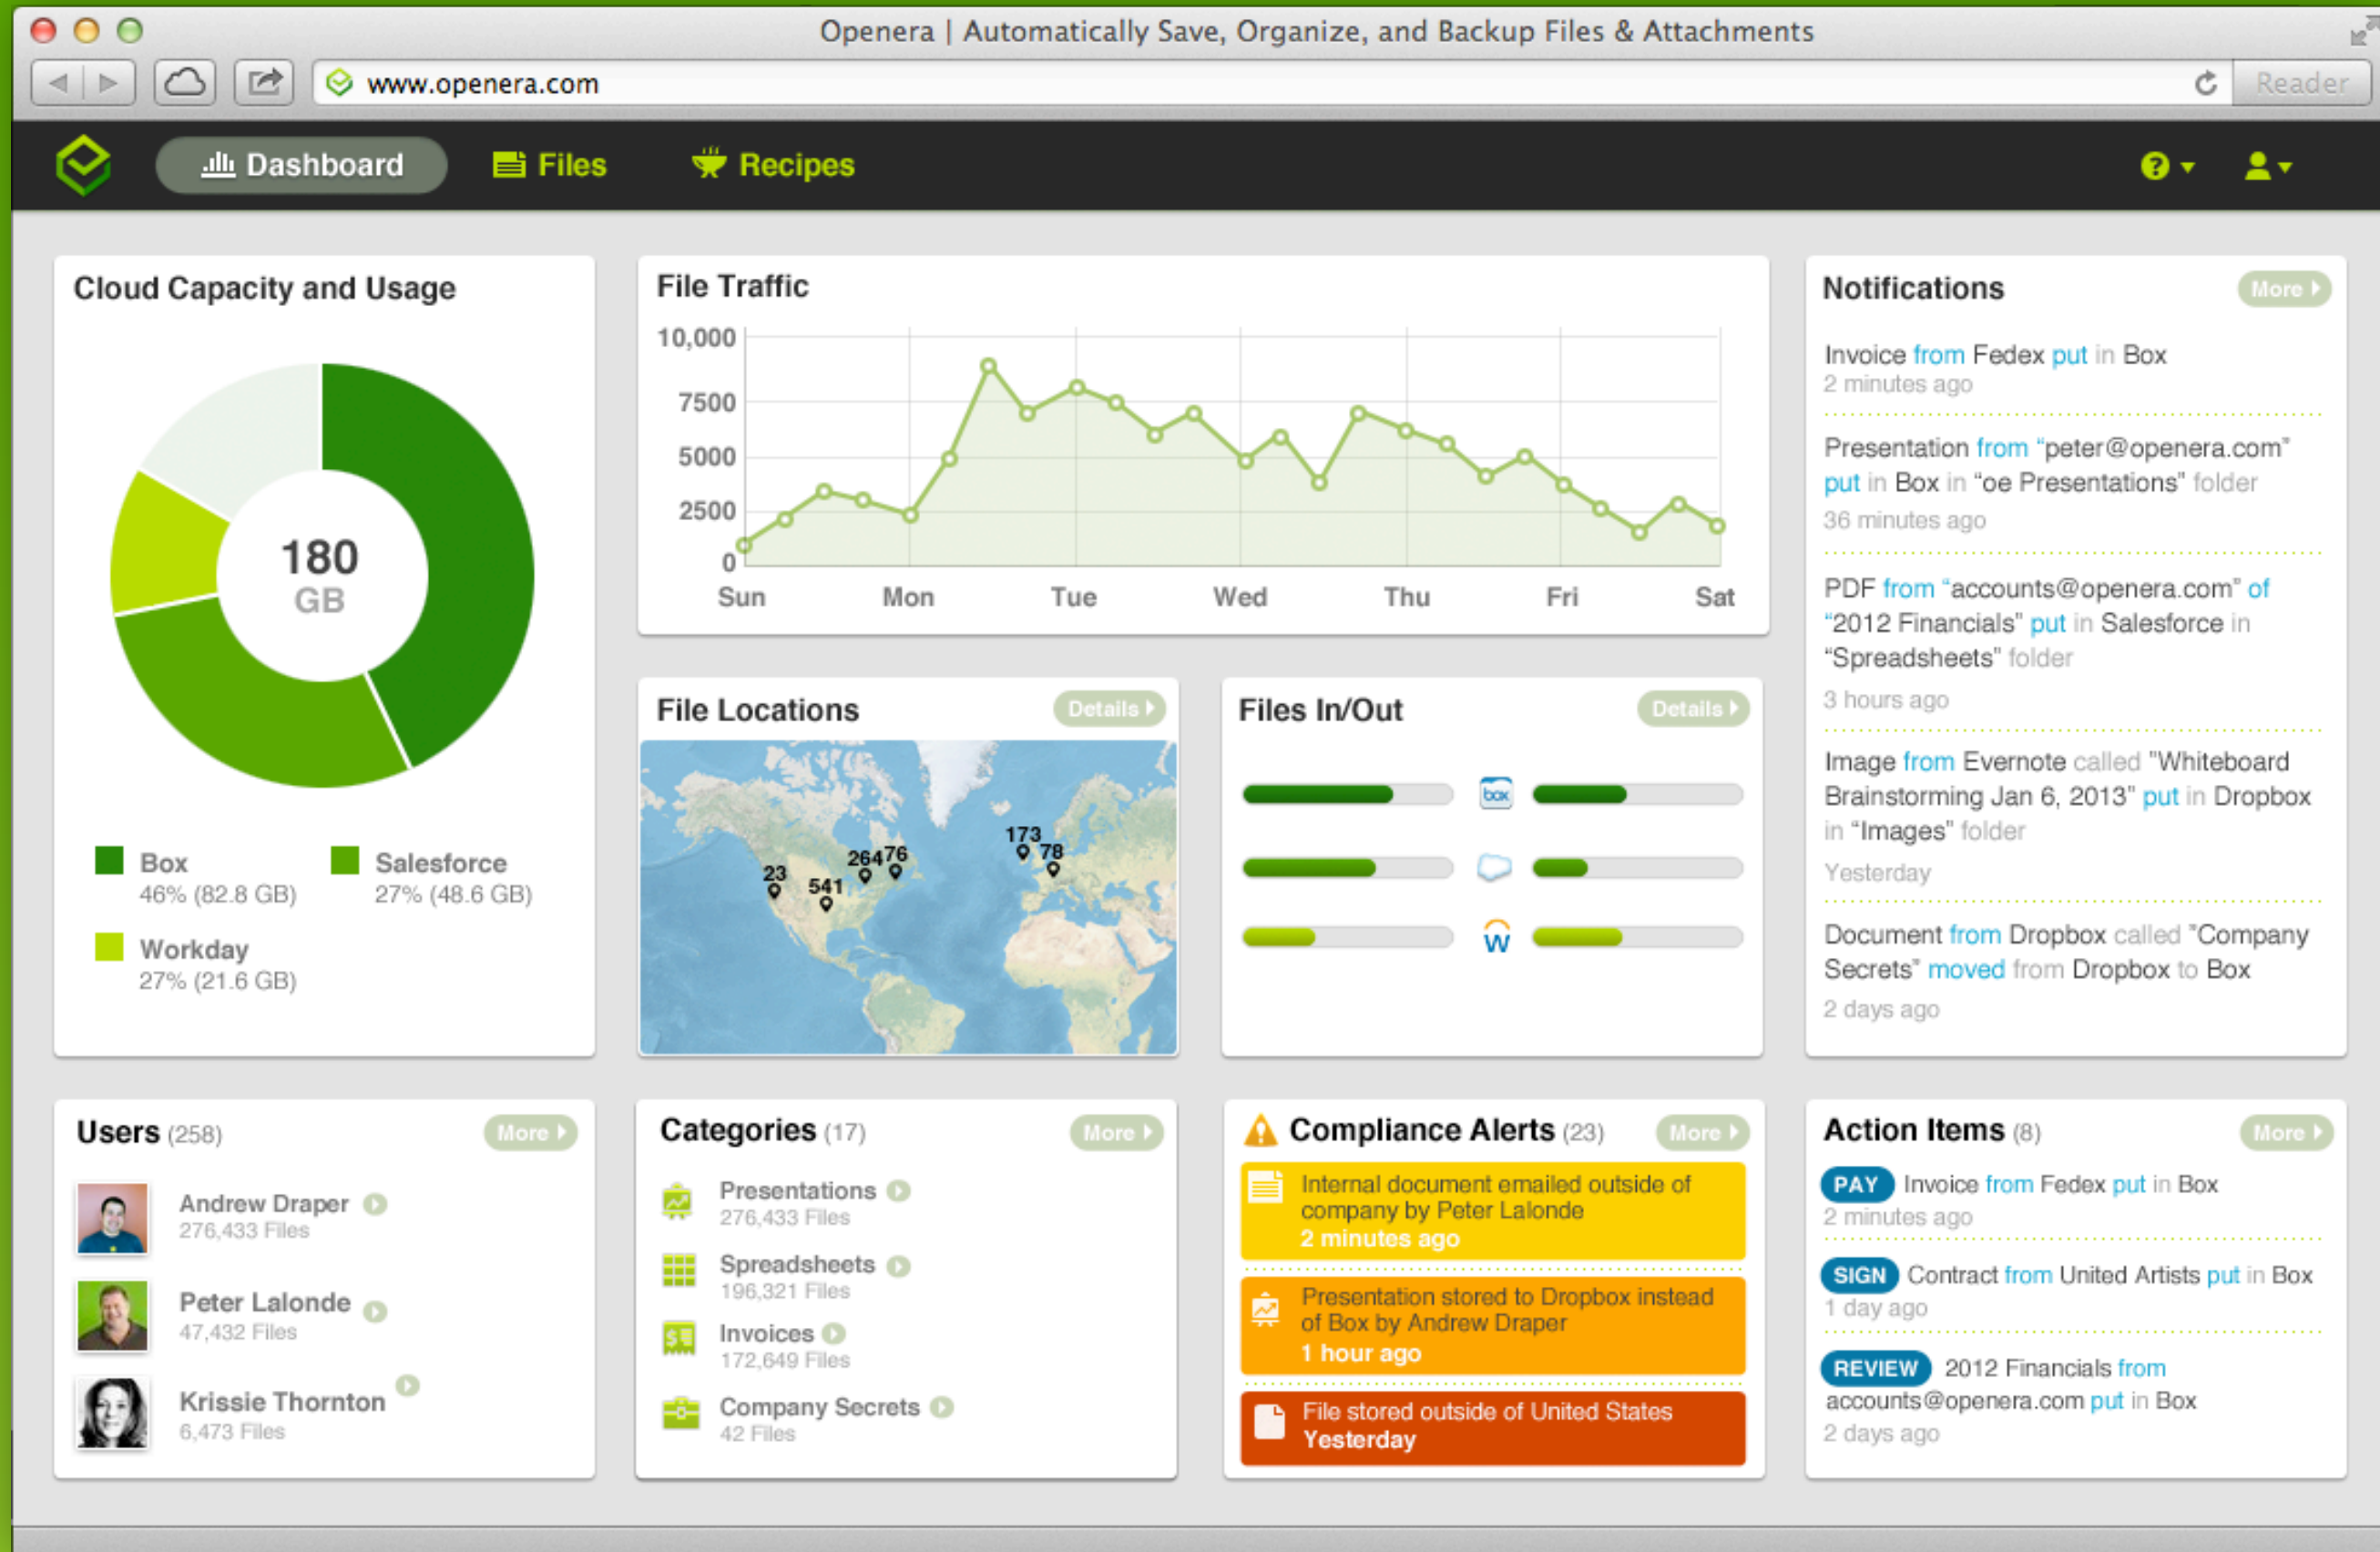 Openera | Automatically Save, Organize, and Backup Files & Attachments
www.openera.com
Reader
Dashboard
Files
Recipes
?
Cloud Capacity and Usage
180
GB
Box
46% (82.8 GB)
Salesforce
27% (48.6 GB)
Workday
27% (21.6 GB)
File Traffic
10,000
7500
5000
2500
0
Sun Mon Tue Wed Thu Fri Sat
File Locations
Details
23
541
264
76
173
78
Files In/Out
Details
box
w
Notifications
More
Invoice from Fedex put in Box
2 minutes ago
Presentation from “peter@openera.com”
put in Box in “oe Presentations” folder
36 minutes ago
PDF from “accounts@openera.com” of
“2012 Financials” put in Salesforce in
“Spreadsheets” folder
3 hours ago
Image from Evernote called "Whiteboard
Brainstorming Jan 6, 2013” put in Dropbox
in “Images” folder
Yesterday
Document from Dropbox called "Company
Secrets” moved from Dropbox to Box
2 days ago
Users (258)
More
Andrew Draper
276,433 Files
Peter Lalonde
47,432 Files
Krissie Thornton
6,473 Files
Categories (17)
More
Presentations
276,433 Files
Spreadsheets
196,321 Files
Invoices
172,649 Files
Company Secrets
42 Files
Compliance Alerts (23)
More
Internal document emailed outside of
company by Peter Lalonde
2 minutes ago
Presentation stored to Dropbox instead
of Box by Andrew Draper
1 hour ago
File stored outside of United States
Yesterday
Action Items (8)
More
PAY Invoice from Fedex put in Box
2 minutes ago
SIGN Contract from United Artists put in Box
1 day ago
REVIEW 2012 Financials from
accounts@openera.com put in Box
2 days ago